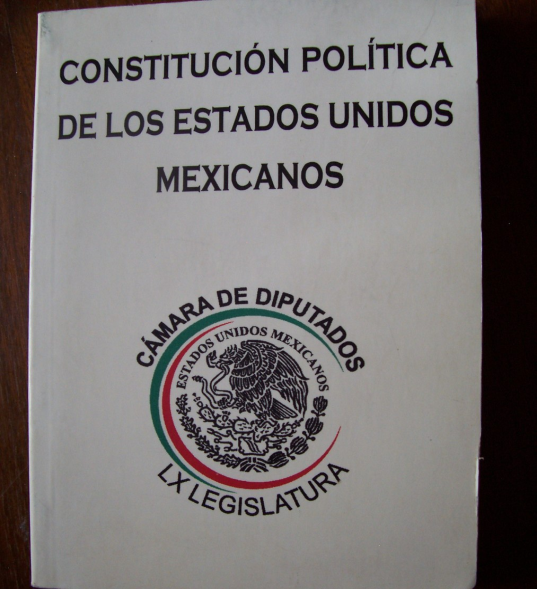 CONSTITUCIÓN POLÍTICA
DE LOS ESTADOS UNIDOS
MEXICANOS
CÁMARA DE DIPUTADOS
ESTADOS UNIDOS MEXICANOS
LX LEGISLATURA